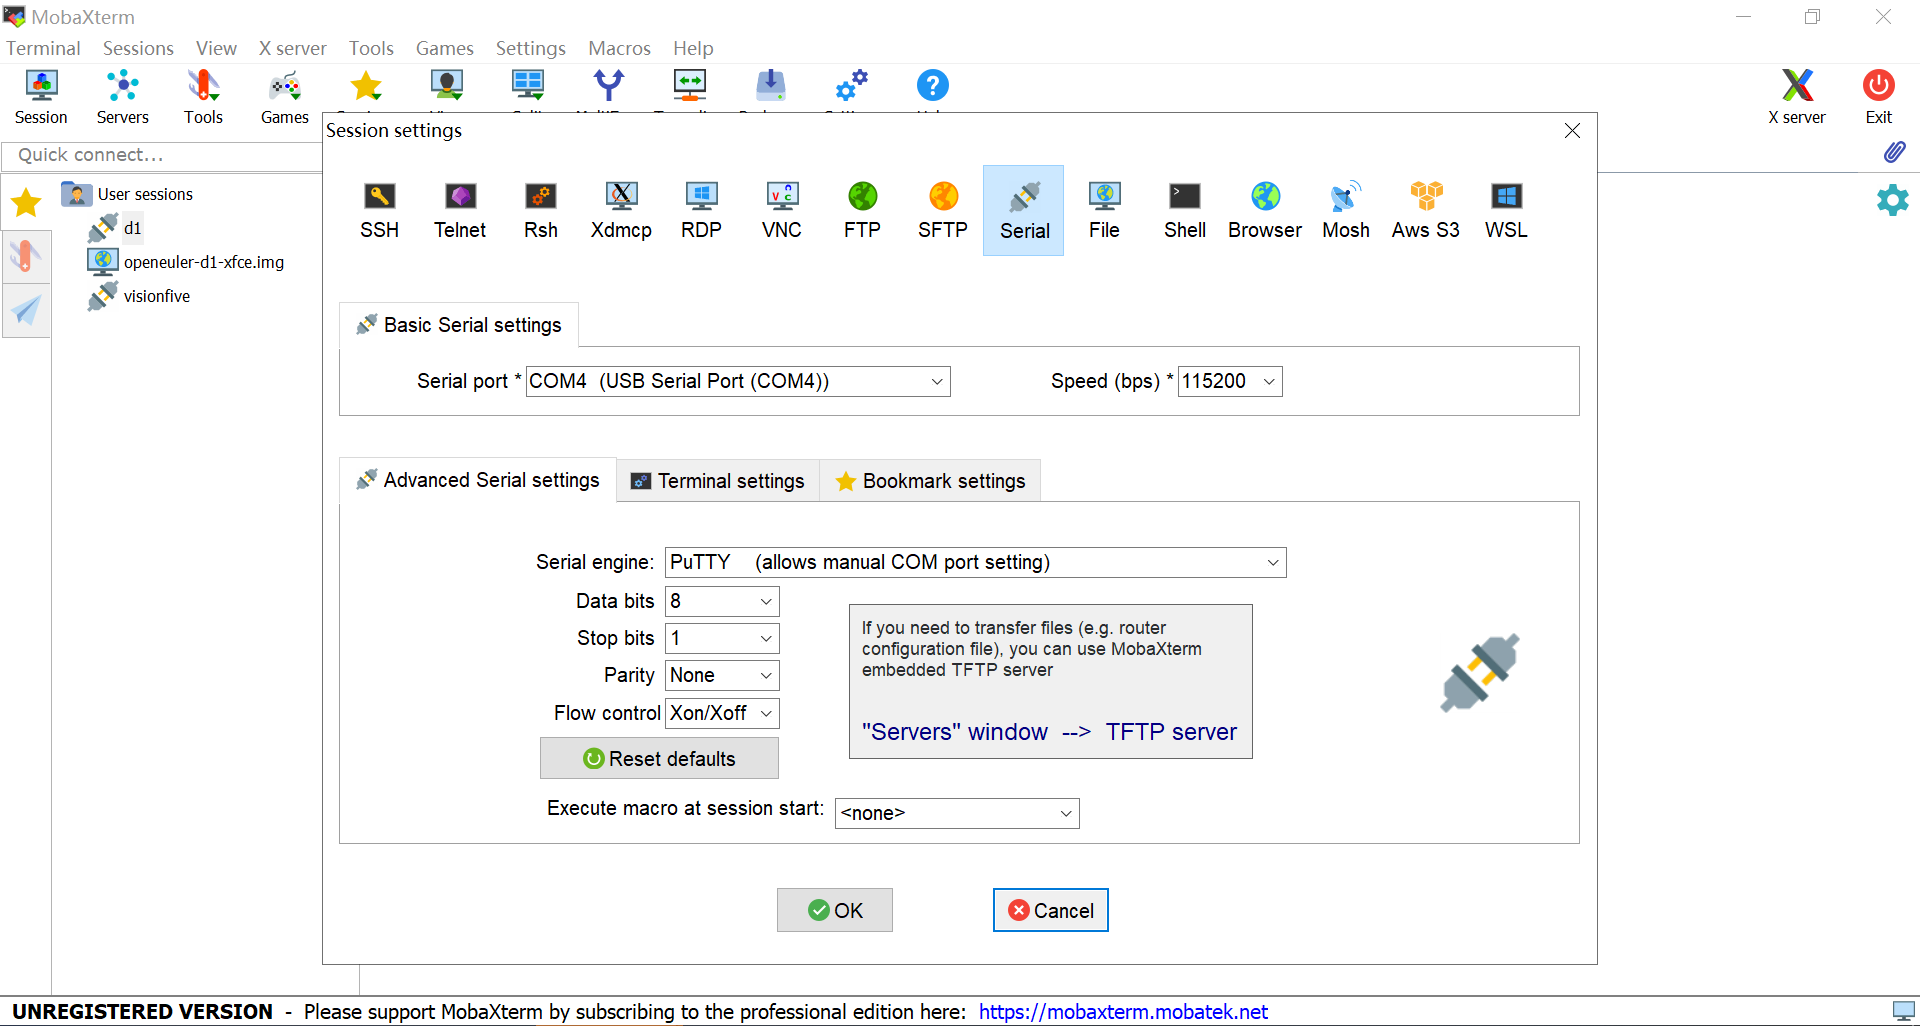 MobaXterm
Terminal Sessions View X server Tools Games Settings Macros Help
Session Servers Tools Games X server Exit
Session settings
Quick connect...
User sessions
d1
openeuler-d1-xfce.img
visionfive
SSH Telnet Rsh Xdmcp RDP VNC FTP SFTP Serial File Shell Browser Mosh Aws S3 WSL
Basic Serial settings
Serial port * COM4 (USB Serial Port (COM4)) Speed (bps) * 115200
Advanced Serial settings Terminal settings Bookmark settings
Serial engine: PuTTY (allows manual COM port setting)
Data bits 8
Stop bits 1
Parity None
Flow control Xon/Xoff
Reset defaults
If you need to transfer files (e.g. router
configuration file), you can use MobaXterm
embedded TFTP server
"Servers" window --> TFTP server
Execute macro at session start: <none>
OK Cancel
UNREGISTERED VERSION - Please support MobaXterm by subscribing to the professional edition here: https://mobaxterm.mobatek.net